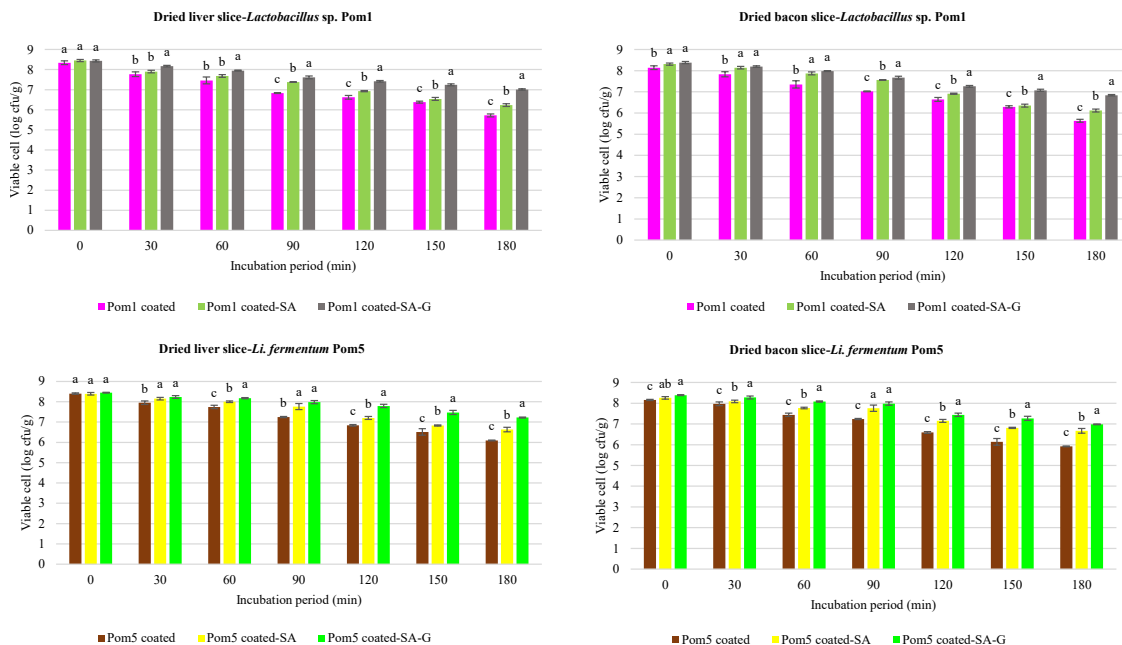 Dried liver slice-Lactobacillus sp. Pom1
Viable cell (log cfu/g)
9
8
7
6
5
4
3
2
1
0
a a a
b b a
b b a
c b a
c b a
c b a
c b a
0 30 60 90 120 150 180
Incubation period (min)
Pom1 coated Pom1 coated-SA Pom1 coated-SA-G
Dried bacon slice-Lactobacillus sp. Pom1
Viable cell (log cfu/g)
9
8
7
6
5
4
3
2
1
0
b a a
b a a
b a a
c b a
c b a
b b a
c b a
0 30 60 90 120 150 180
Incubation period (min)
Pom1 coated Pom1 coated-SA Pom1 coated-SA-G
Dried liver slice-Li. fermentum Pom5
Viable cell (log cfu/g)
9
8
7
6
5
4
3
2
1
0
a a a
b a a
c b a
b a a
c b a
c b a
b b a
0 30 60 90 120 150 180
Incubation period (min)
Pom5 coated Pom5 coated-SA Pom5 coated-SA-G
Dried bacon slice-Li. fermentum Pom5
Viable cell (log cfu/g)
9
8
7
6
5
4
3
2
1
0
c ab a
c b a
c b a
c b a
c b a
c b a
c b a
0 30 60 90 120 150 180
Incubation period (min)
Pom5 coated Pom5 coated-SA Pom5 coated-SA-G